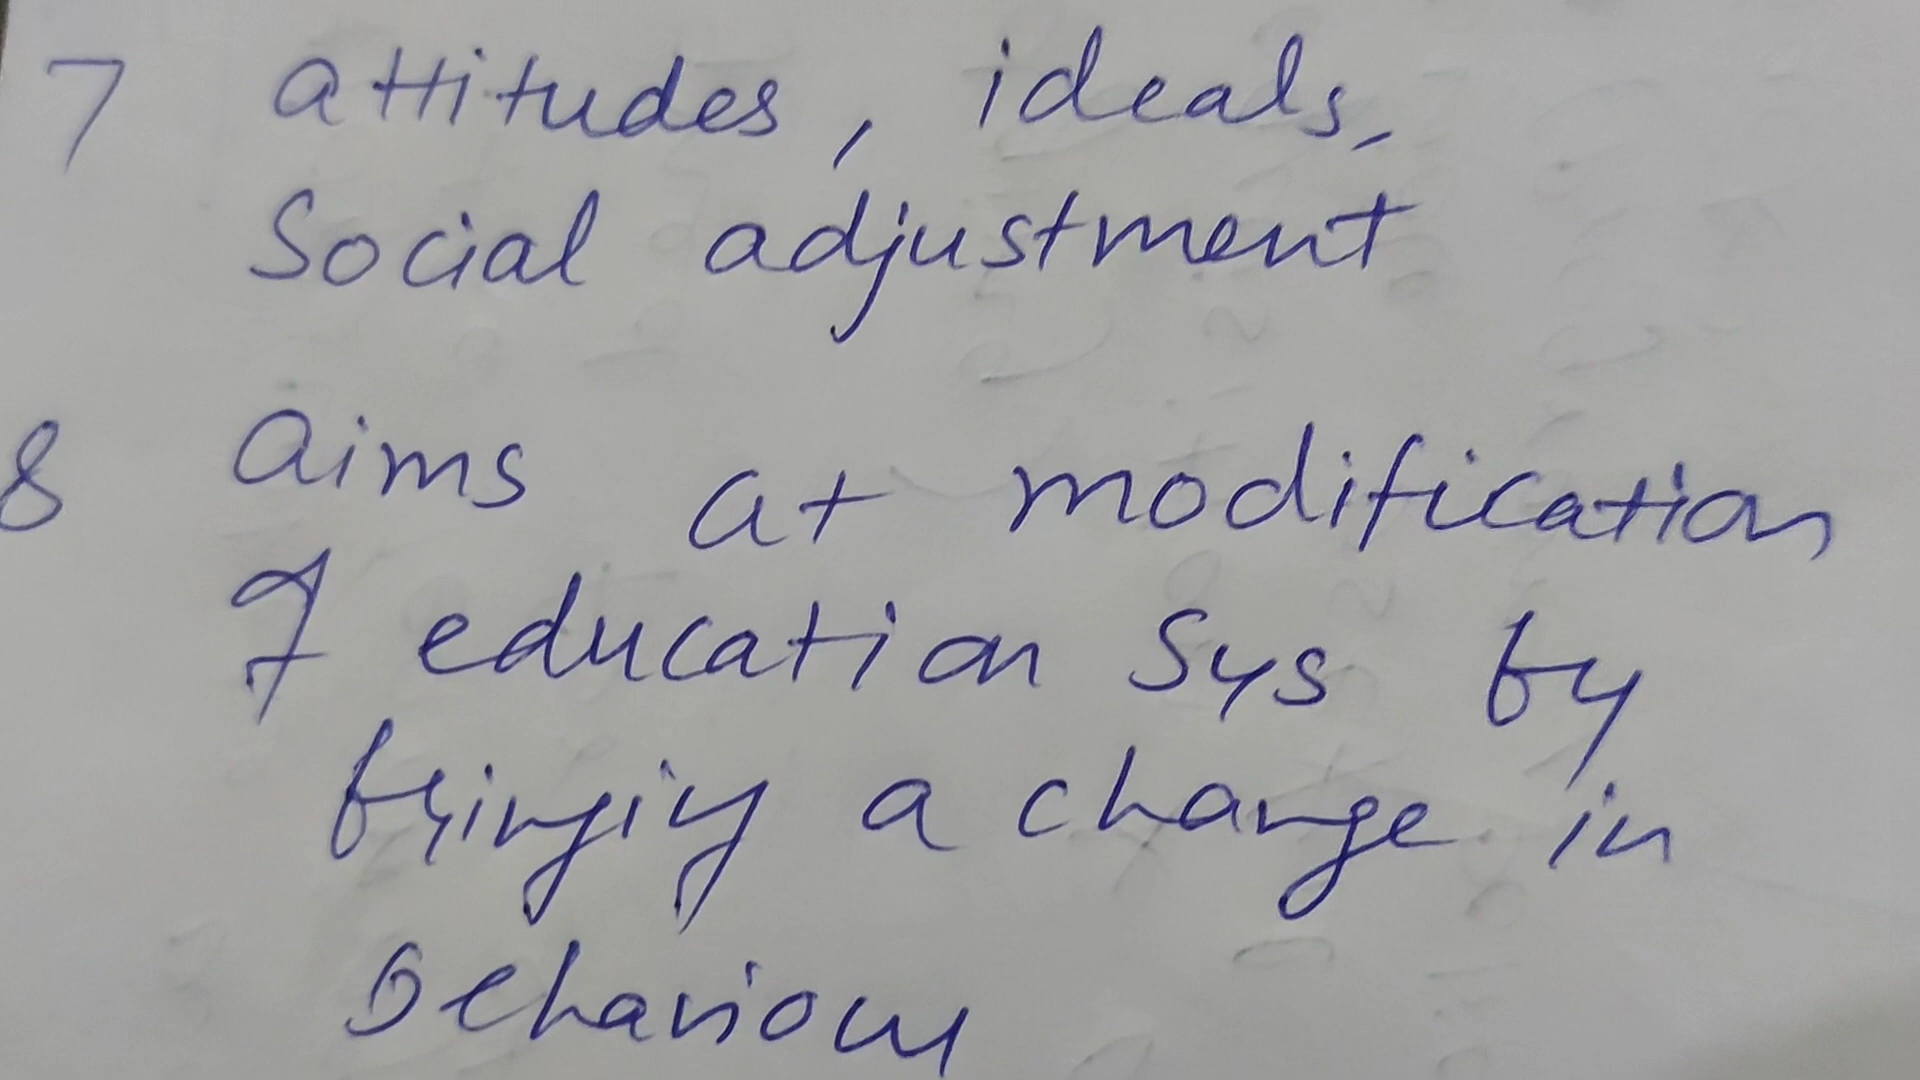 7 attitudes, ideals,
Social adjustment
8 aims at modification
of education sys by
bringing a change in
behaviour